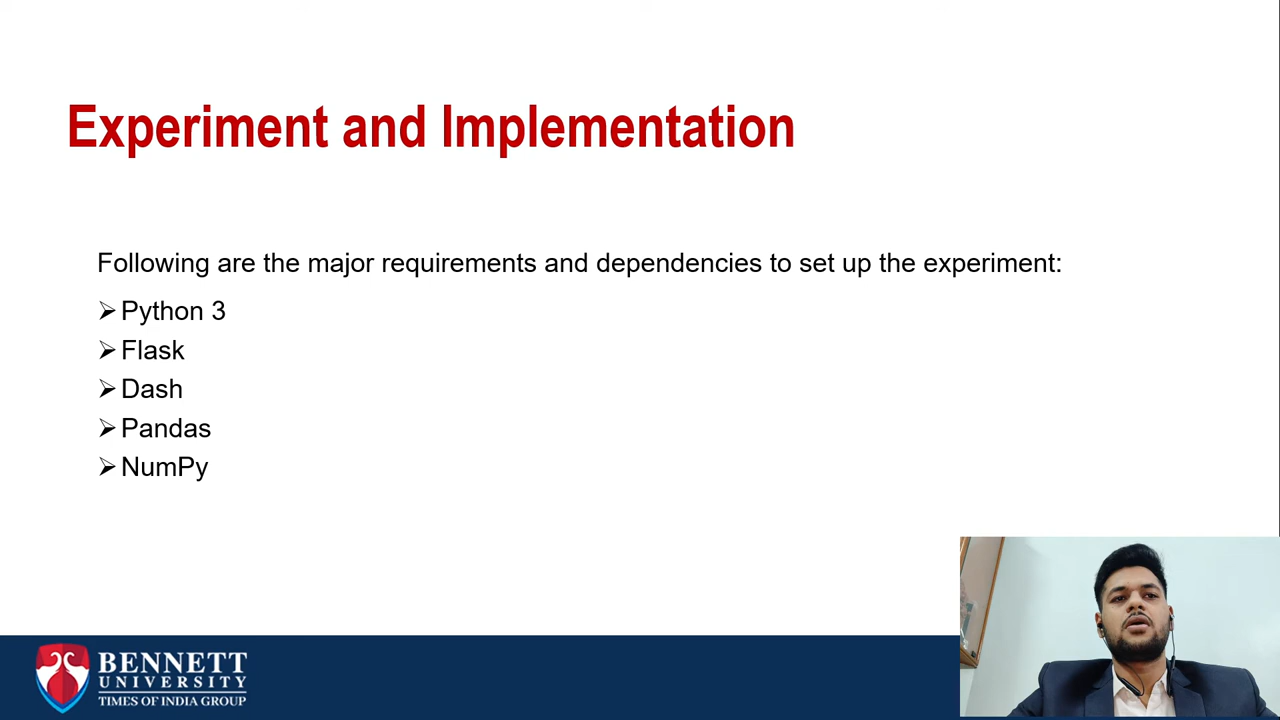 Experiment and Implementation
Following are the major requirements and dependencies to set up the experiment:
➢ Python 3
➢ Flask
➢ Dash
➢ Pandas
➢ NumPy
BENNETT
UNIVERSITY
TIMES OF INDIA GROUP